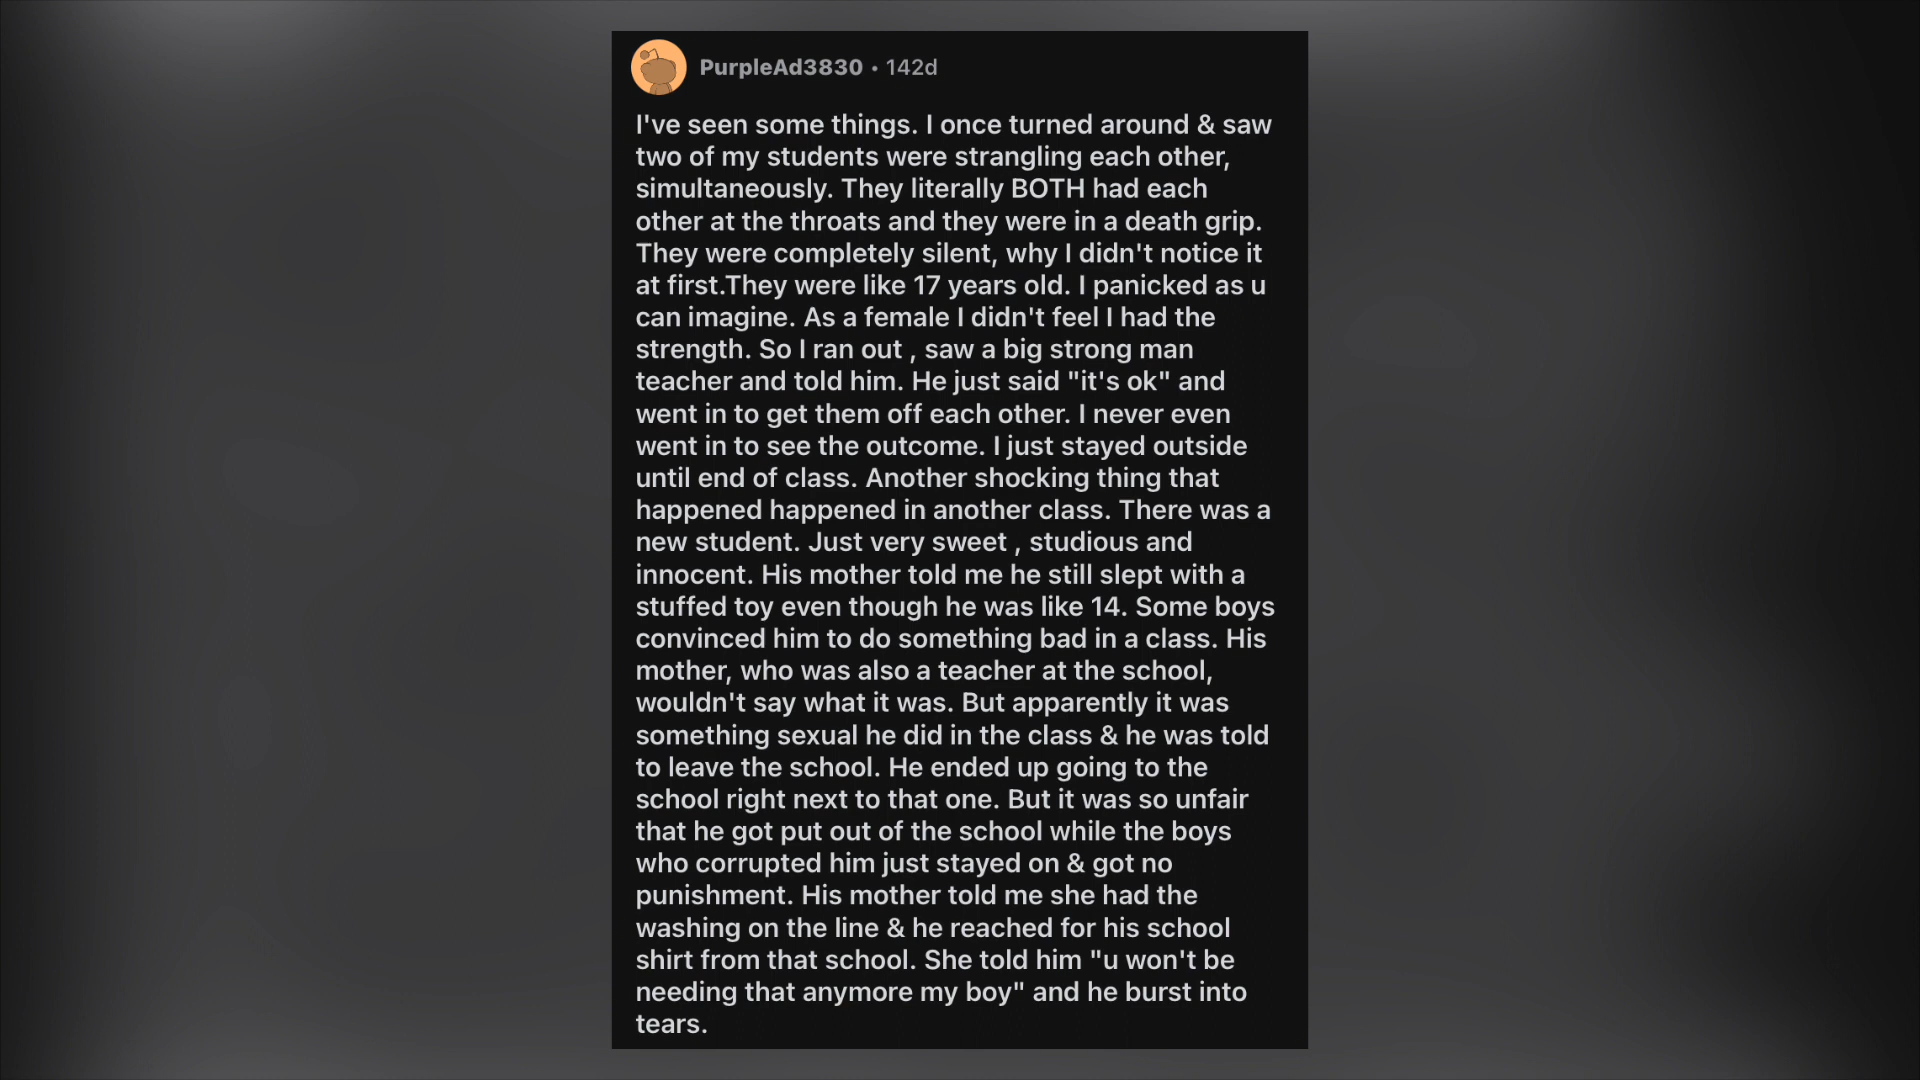 PurpleAd3830 • 142d
I've seen some things. I once turned around & saw
two of my students were strangling each other,
simultaneously. They literally BOTH had each
other at the throats and they were in a death grip.
They were completely silent, why I didn't notice it
at first.They were like 17 years old. I panicked as u
can imagine. As a female I didn't feel I had the
strength. So I ran out , saw a big strong man
teacher and told him. He just said "it's ok" and
went in to get them off each other. I never even
went in to see the outcome. I just stayed outside
until end of class. Another shocking thing that
happened happened in another class. There was a
new student. Just very sweet , studious and
innocent. His mother told me he still slept with a
stuffed toy even though he was like 14. Some boys
convinced him to do something bad in a class. His
mother, who was also a teacher at the school,
wouldn't say what it was. But apparently it was
something sexual he did in the class & he was told
to leave the school. He ended up going to the
school right next to that one. But it was so unfair
that he got put out of the school while the boys
who corrupted him just stayed on & got no
punishment. His mother told me she had the
washing on the line & he reached for his school
shirt from that school. She told him "u won't be
needing that anymore my boy" and he burst into
tears.